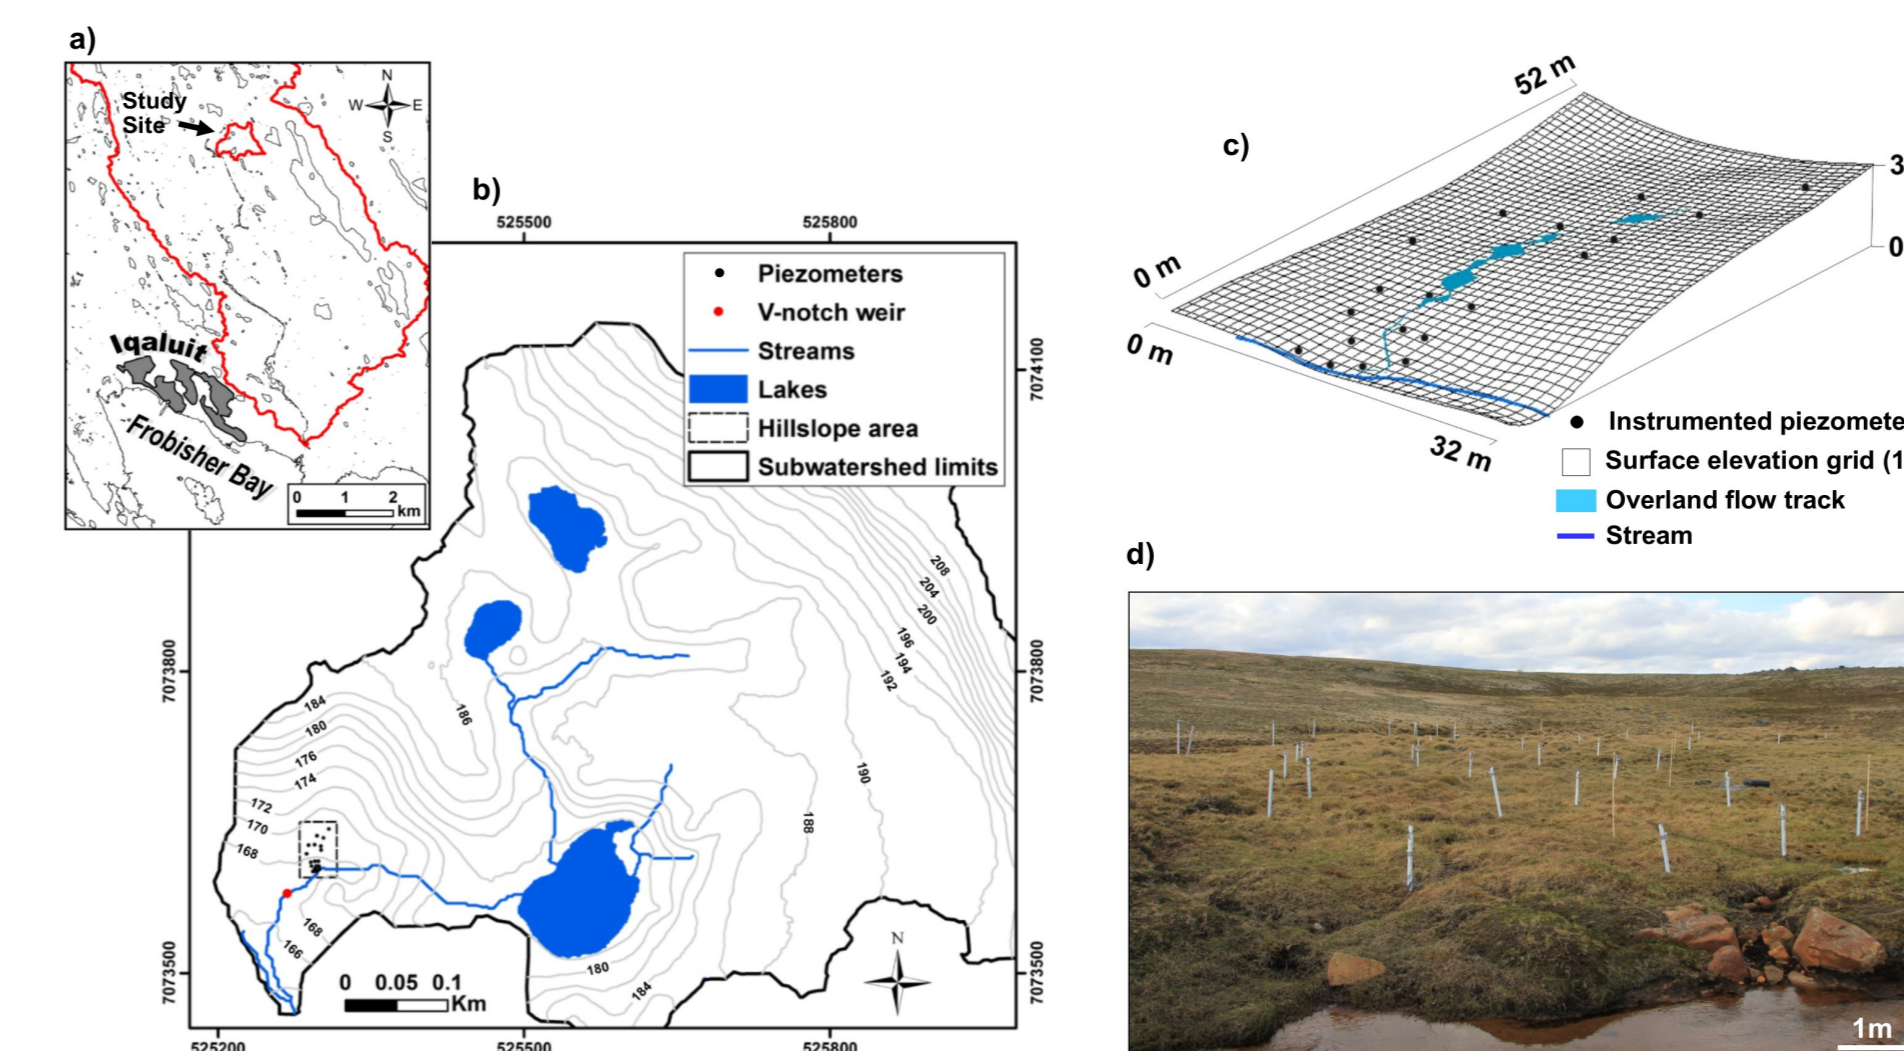 a)
Study
Site
N
W
E
S
Iqaluit
Frobisher Bay
0 1 2
km
b)
525500
525800
Piezometers
V-notch weir
Streams
Lakes
Hillslope area
Subwatershed limits
7074100
7073800
7073800
7073500
7073500
208
204
200
196
194
192
190
188
186
184
180
176
174
172
170
168
168
166
180
184
0 0.05 0.1
Km
N
525200
525500
525800
c)
52 m
0 m
0 m
32 m
3
0
Instrumented piezomete
Surface elevation grid (1
Overland flow track
Stream
d)
1m